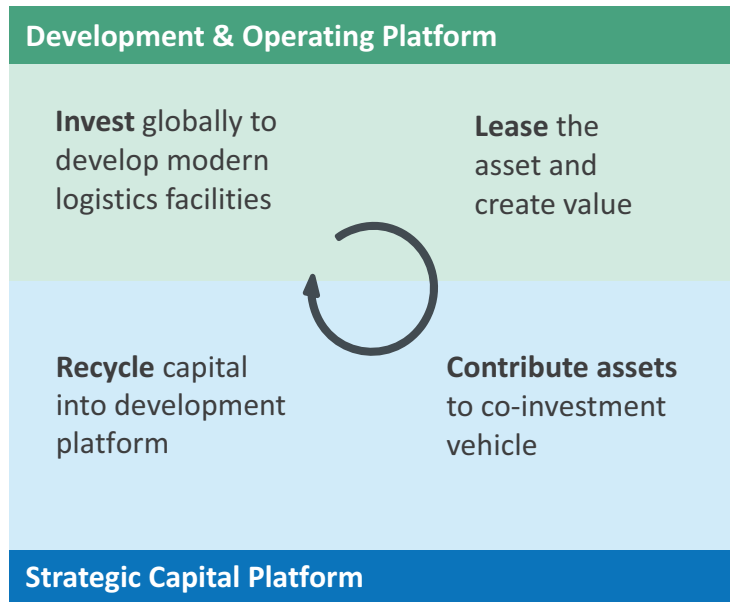 Development & Operating Platform
Invest globally to
develop modern
logistics facilities
Lease the
asset and
create value
Recycle capital
into development
platform
Contribute assets
to co-investment
vehicle
Strategic Capital Platform